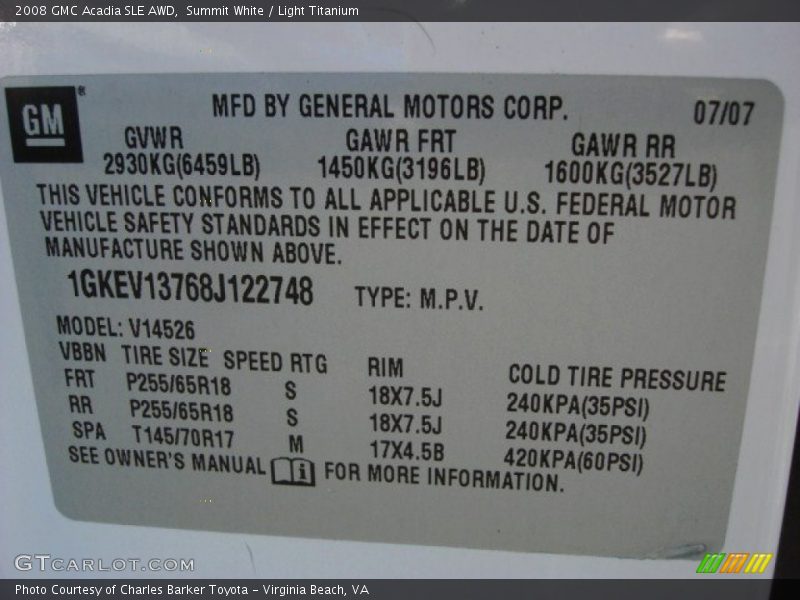 2008 GMC Acadia SLE AWD,  Summit White / Light Titanium
GM®
MFD BY GENERAL MOTORS CORP. 07/07
GVWR GAWR FRT GAWR RR
2930KG(6459LB) 1450KG(3196LB) 1600KG(3527LB)
THIS VEHICLE CONFORMS TO ALL APPLICABLE U.S. FEDERAL MOTOR
VEHICLE SAFETY STANDARDS IN EFFECT ON THE DATE OF
MANUFACTURE SHOWN ABOVE.
1GKEV13768J122748 TYPE: M.P.V.
MODEL: V14526
VBBN TIRE SIZE SPEED RTG RIM COLD TIRE PRESSURE
FRT P255/65R18 S 18X7.5J 240KPA(35PSI)
RR P255/65R18 S 18X7.5J 240KPA(35PSI)
SPA T145/70R17 M 17X4.5B 420KPA(60PSI)
SEE OWNER'S MANUAL i FOR MORE INFORMATION.
GTCARLOT.COM
Photo Courtesy of Charles Barker Toyota - Virginia Beach, VA